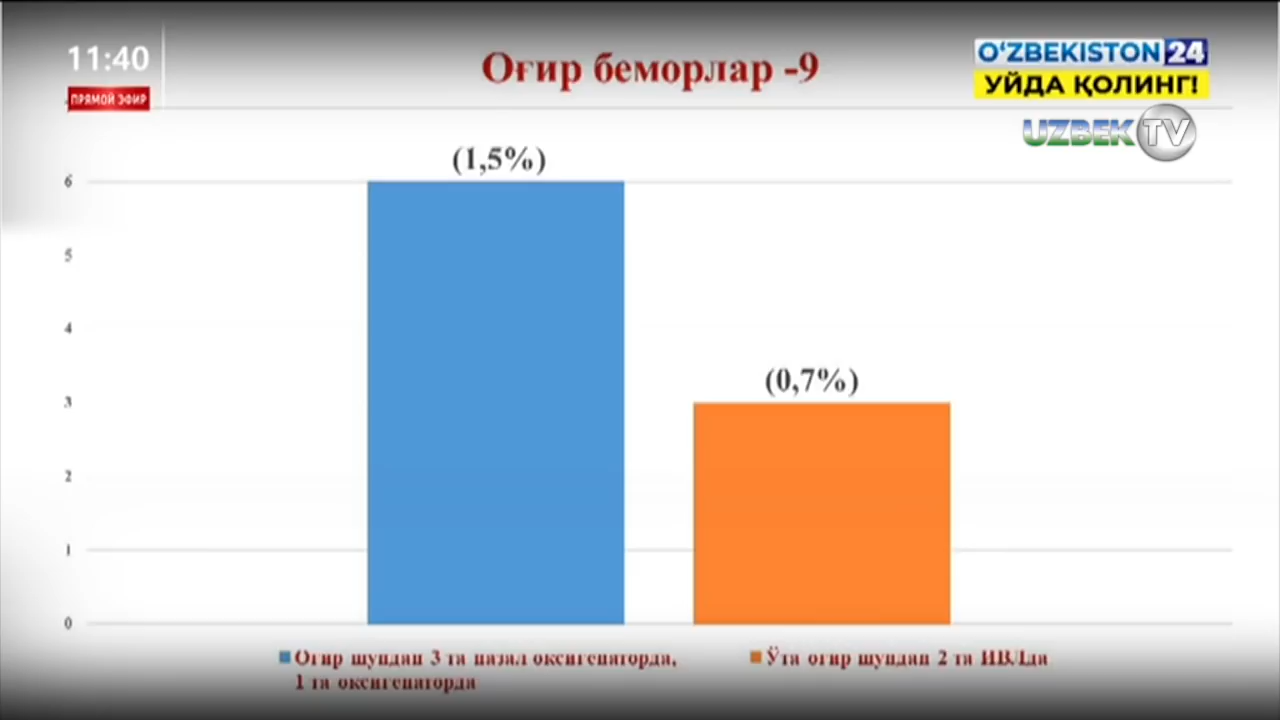 11:40
ПРЯМОЙ ЭФИР
Оғир беморлар -9
O‘ZBEKISTON 24
УЙДА ҚОЛИНГ!
UZBEK TV
(1,5%)
6
5
4
3
2
1
0
(0,7%)
Оғир шундан 3 та назал оксигенаторда,
1 та оксигенаторда
Ўта оғир шундан 2 та ИВЛда